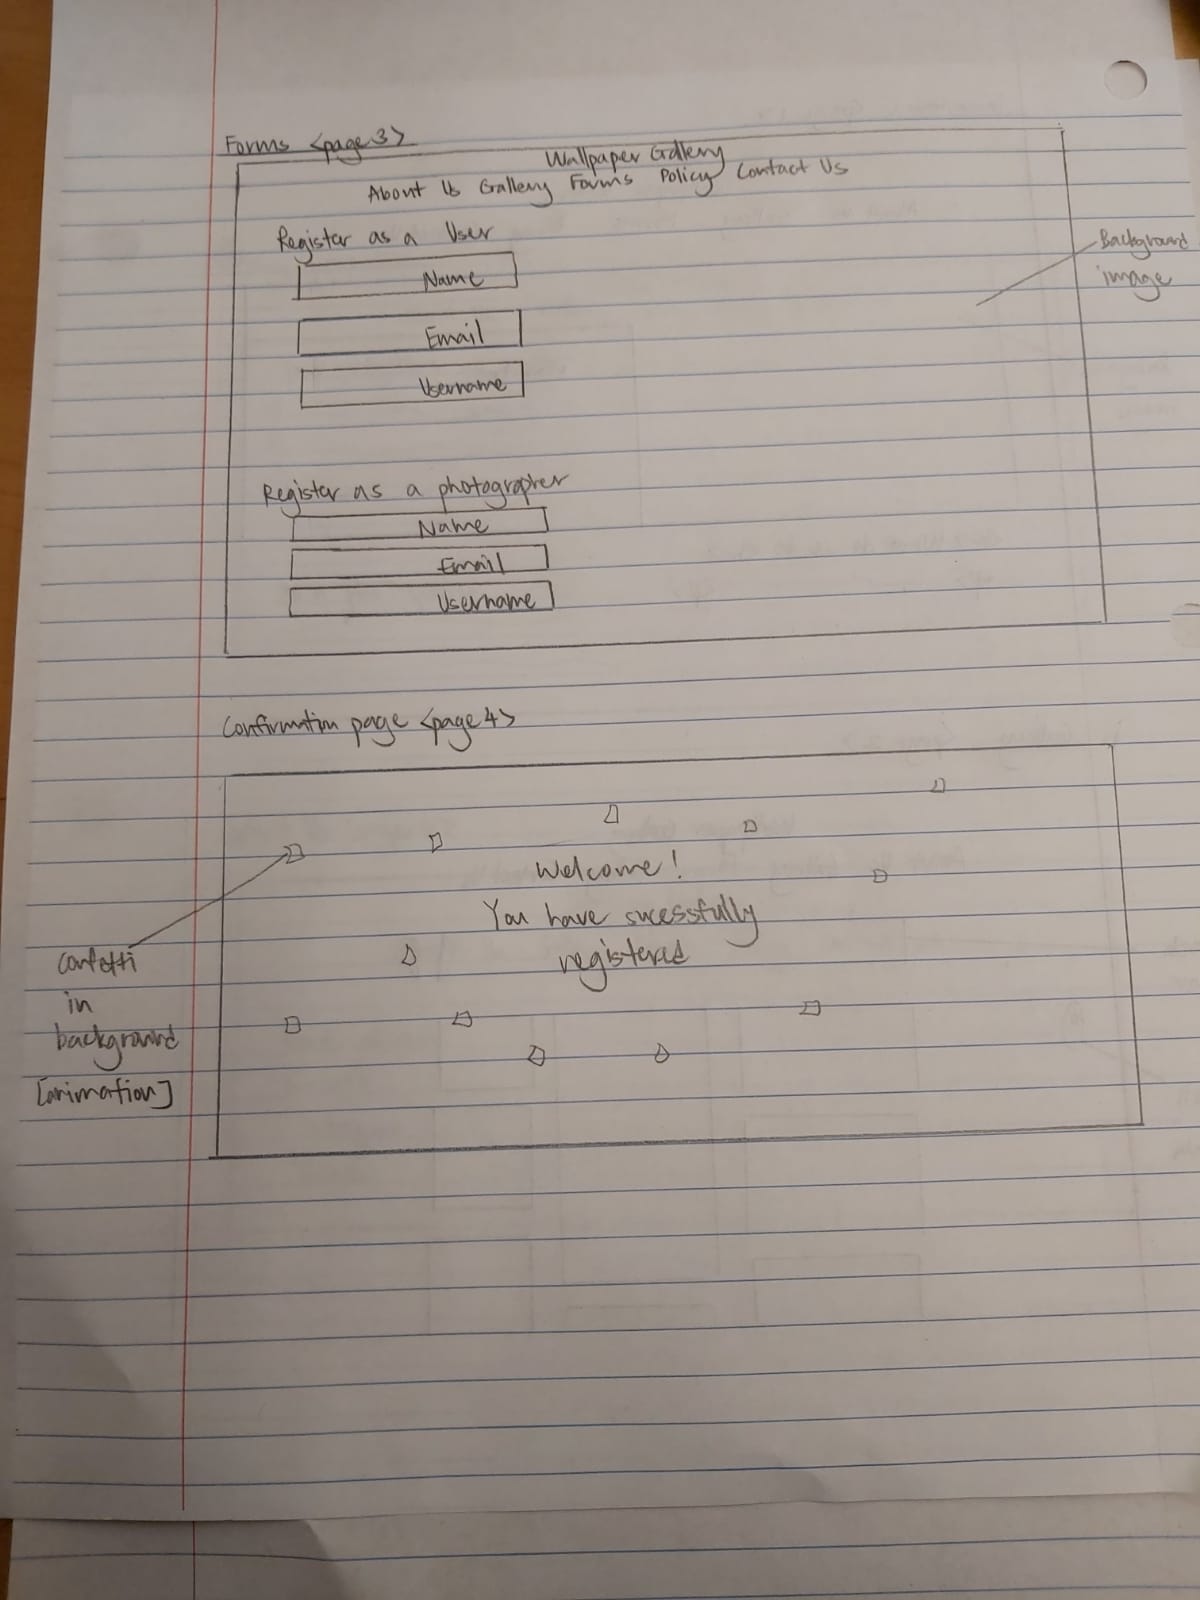 Forms <page 3>
Wallpaper Gallery
About Us Gallery Forms Policy Contact Us
Register as a User
Name
Email
Username
Background
image
Register as a photographer
Name
Email
Username
Confirmation page <page 4>
Welcome!
You have sucessfully
registered
Confetti
in
background
[animation]